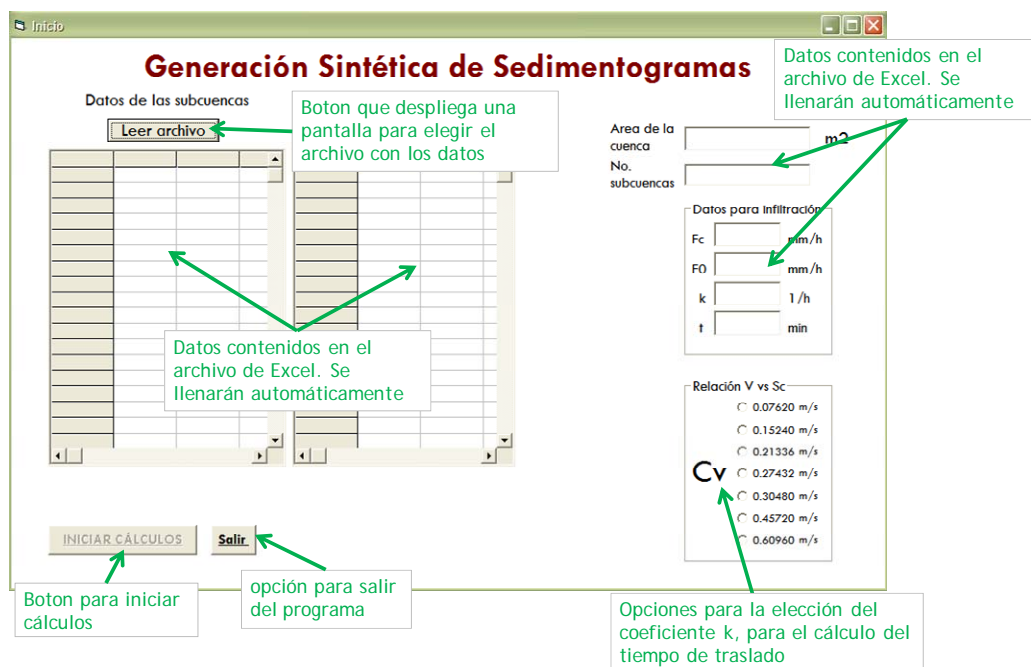 Inicio
Generación Sintética de Sedimentogramas
Datos de las subcuencas
Leer archivo
Boton que despliega una
pantalla para elegir el
archivo con los datos
Datos contenidos en el
archivo de Excel. Se
llenarán automáticamente
Area de la
cuenca
m2
No.
subcuencas
Datos para Infiltración
Fc
mm/h
F0
mm/h
k
1/h
t
min
Datos contenidos en el
archivo de Excel. Se
llenarán automáticamente
Relación V vs Sc
Cv
0.07620 m/s
0.15240 m/s
0.21336 m/s
0.27432 m/s
0.30480 m/s
0.45720 m/s
0.60960 m/s
INICIAR CÁLCULOS
Salir
Boton para iniciar
cálculos
opción para salir
del programa
Opciones para la elección del
coeficiente k, para el cálculo del
tiempo de traslado